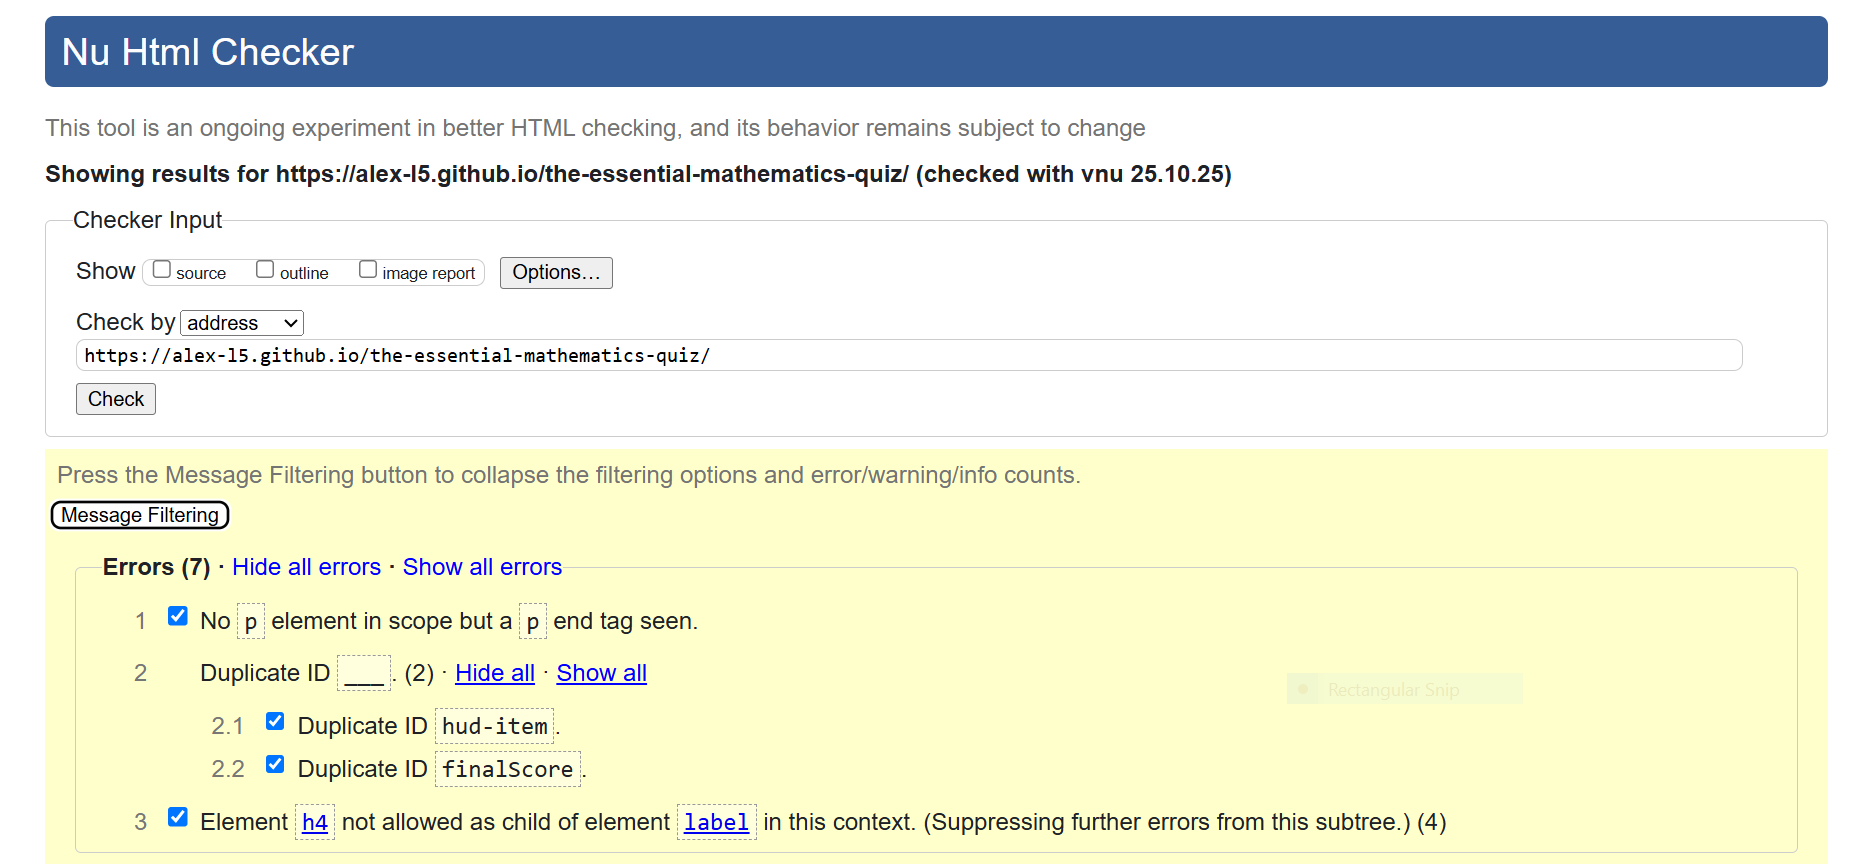 Nu Html Checker
This tool is an ongoing experiment in better HTML checking, and its behavior remains subject to change
Showing results for https://alex-l5.github.io/the-essential-mathematics-quiz/ (checked with vnu 25.10.25)
Checker Input
Show source outline image report Options…
Check by address
https://alex-l5.github.io/the-essential-mathematics-quiz/
Check
Press the Message Filtering button to collapse the filtering options and error/warning/info counts.
Message Filtering
Errors (7) · Hide all errors · Show all errors
1 No p element in scope but a p end tag seen.
2 Duplicate ID ___. (2) · Hide all · Show all
Rectangular Snip
2.1 Duplicate ID hud-item.
2.2 Duplicate ID finalScore.
3 Element h4 not allowed as child of element label in this context. (Suppressing further errors from this subtree.) (4)